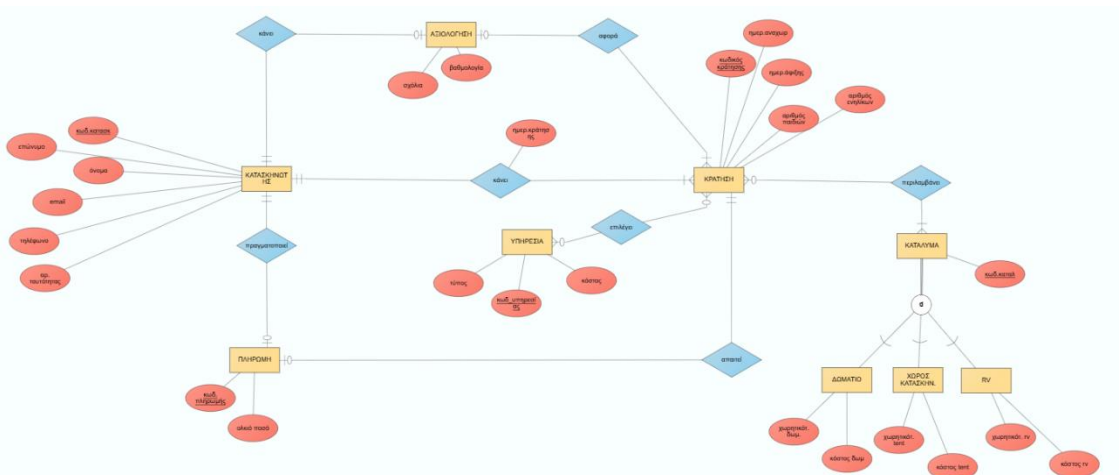 κάνει
ΑΞΙΟΛΟΓΗΣΗ
αφορά
ημερ.αναχωρ
κωδικός
κράτησης
ημερ.άφιξης
αριθμός
ενηλίκων
αριθμός
παιδιών
βαθμολογία
σχόλια
κωδ.κατασκ
επώνυμο
όνομα
email
τηλέφωνο
αρ.
ταυτότητας
ΚΑΤΑΣΚΗΝΩΤ
ΗΣ
ημερ.κράτησ
ης
κάνει
ΚΡΑΤΗΣΗ
περιλαμβάνει
επιλέγει
ΥΠΗΡΕΣΙΑ
τύπος
κωδ_υπηρεσί
ας
κόστος
πραγματοποιεί
ΚΑΤΑΛΥΜΑ
κωδ.καταλ
d
ΠΛΗΡΩΜΗ
κωδ.
πληρωμής
ολικό ποσό
απαιτεί
ΔΩΜΑΤΙΟ
ΧΩΡΟΣ
ΚΑΤΑΣΚΗΝ.
RV
χωρητικότ.
δωμ.
κόστος δωμ
χωρητικότ.
tent
κόστος tent
χωρητικότ. rv
κόστος rv